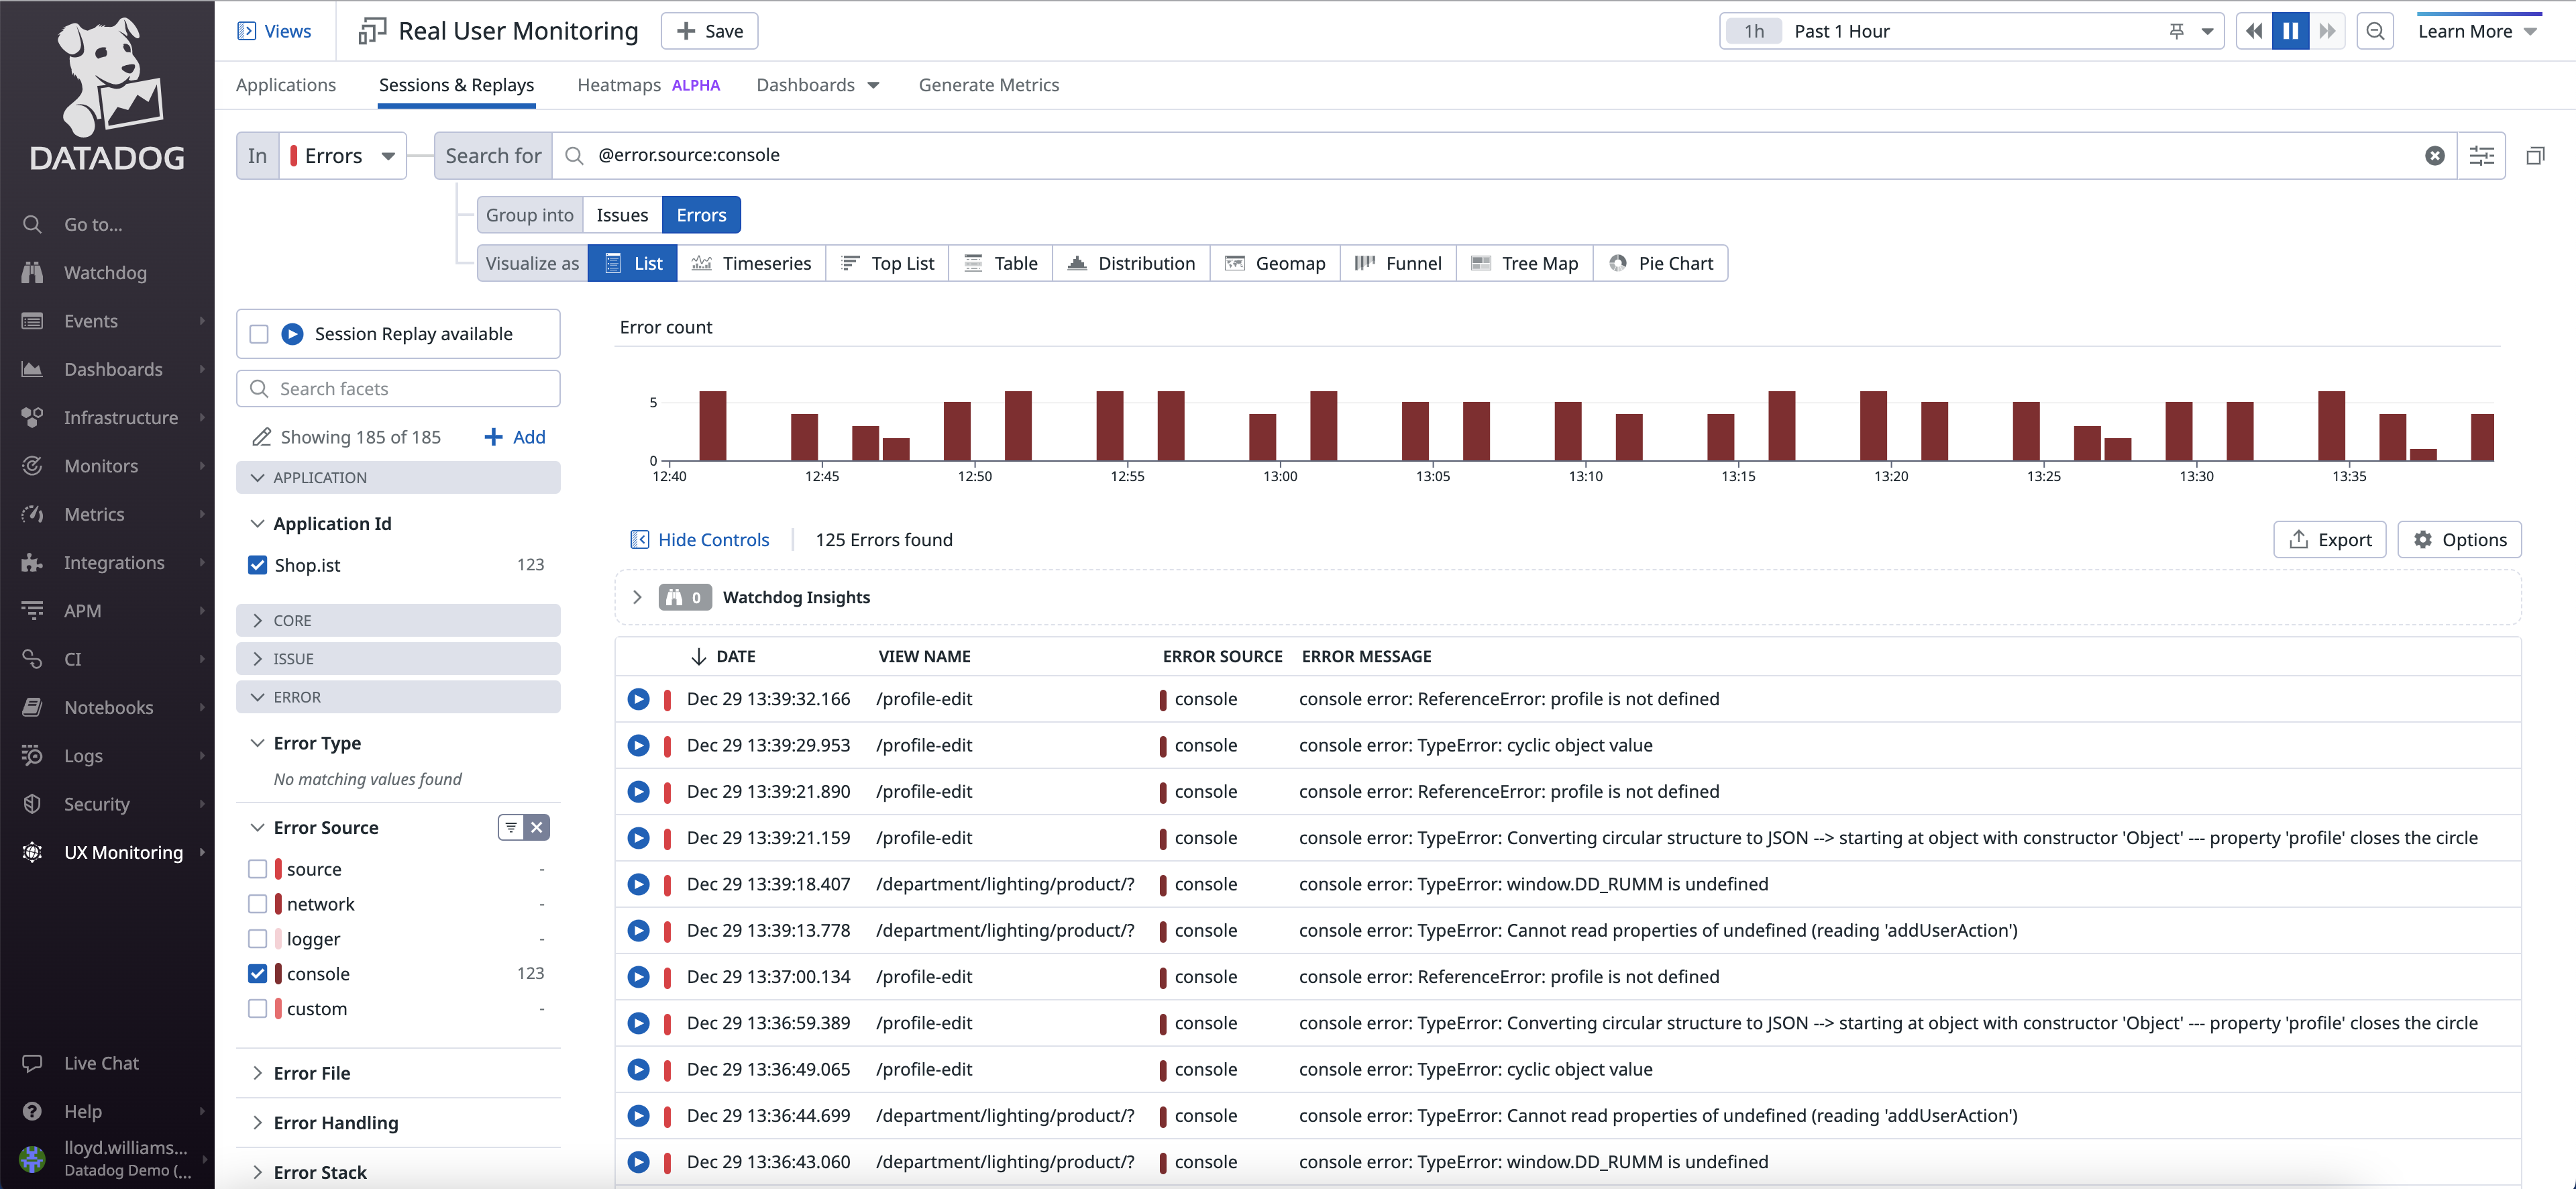 DATADOG
Go to...
Watchdog
Events
Dashboards
Infrastructure
Monitors
Metrics
Integrations
APM
CI
Notebooks
Logs
Security
UX Monitoring
Live Chat
Help
lloyd.williams...
Datadog Demo (...
Views
Real User Monitoring
Save
1h Past 1 Hour
Learn More
Applications Sessions & Replays Heatmaps ALPHA Dashboards Generate Metrics
In Errors Search for @error.source:console
Group into Issues Errors
Visualize as List Timeseries Top List Table Distribution Geomap Funnel Tree Map Pie Chart
Session Replay available
Search facets
Showing 185 of 185 Add
APPLICATION
Application Id
Shop.ist 123
CORE
ISSUE
ERROR
Error Type
No matching values found
Error Source
source -
network -
logger -
console 123
custom -
Error File
Error Handling
Error Stack
Error count
5
0
12:40 12:45 12:50 12:55 13:00 13:05 13:10 13:15 13:20 13:25 13:30 13:35
Hide Controls 125 Errors found Export Options
0 Watchdog Insights
DATE VIEW NAME ERROR SOURCE ERROR MESSAGE
Dec 29 13:39:32.166 /profile-edit console console error: ReferenceError: profile is not defined
Dec 29 13:39:29.953 /profile-edit console console error: TypeError: cyclic object value
Dec 29 13:39:21.890 /profile-edit console console error: ReferenceError: profile is not defined
Dec 29 13:39:21.159 /profile-edit console console error: TypeError: Converting circular structure to JSON --> starting at object with constructor 'Object' --- property 'profile' closes the circle
Dec 29 13:39:18.407 /department/lighting/product/? console console error: TypeError: window.DD_RUMM is undefined
Dec 29 13:39:13.778 /department/lighting/product/? console console error: TypeError: Cannot read properties of undefined (reading 'addUserAction')
Dec 29 13:37:00.134 /profile-edit console console error: ReferenceError: profile is not defined
Dec 29 13:36:59.389 /profile-edit console console error: TypeError: Converting circular structure to JSON --> starting at object with constructor 'Object' --- property 'profile' closes the circle
Dec 29 13:36:49.065 /profile-edit console console error: TypeError: cyclic object value
Dec 29 13:36:44.699 /department/lighting/product/? console console error: TypeError: Cannot read properties of undefined (reading 'addUserAction')
Dec 29 13:36:43.060 /department/lighting/product/? console console error: TypeError: window.DD_RUMM is undefined